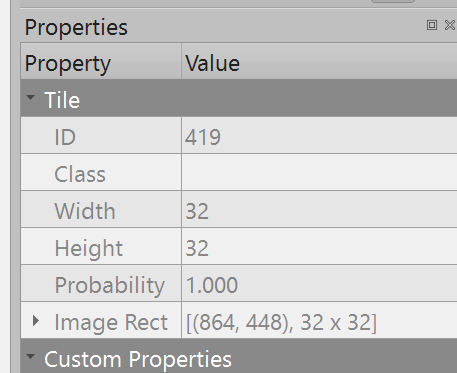 Properties
Property Value
Tile
ID 419
Class
Width 32
Height 32
Probability 1.000
Image Rect [(864, 448), 32 x 32]
Custom Properties